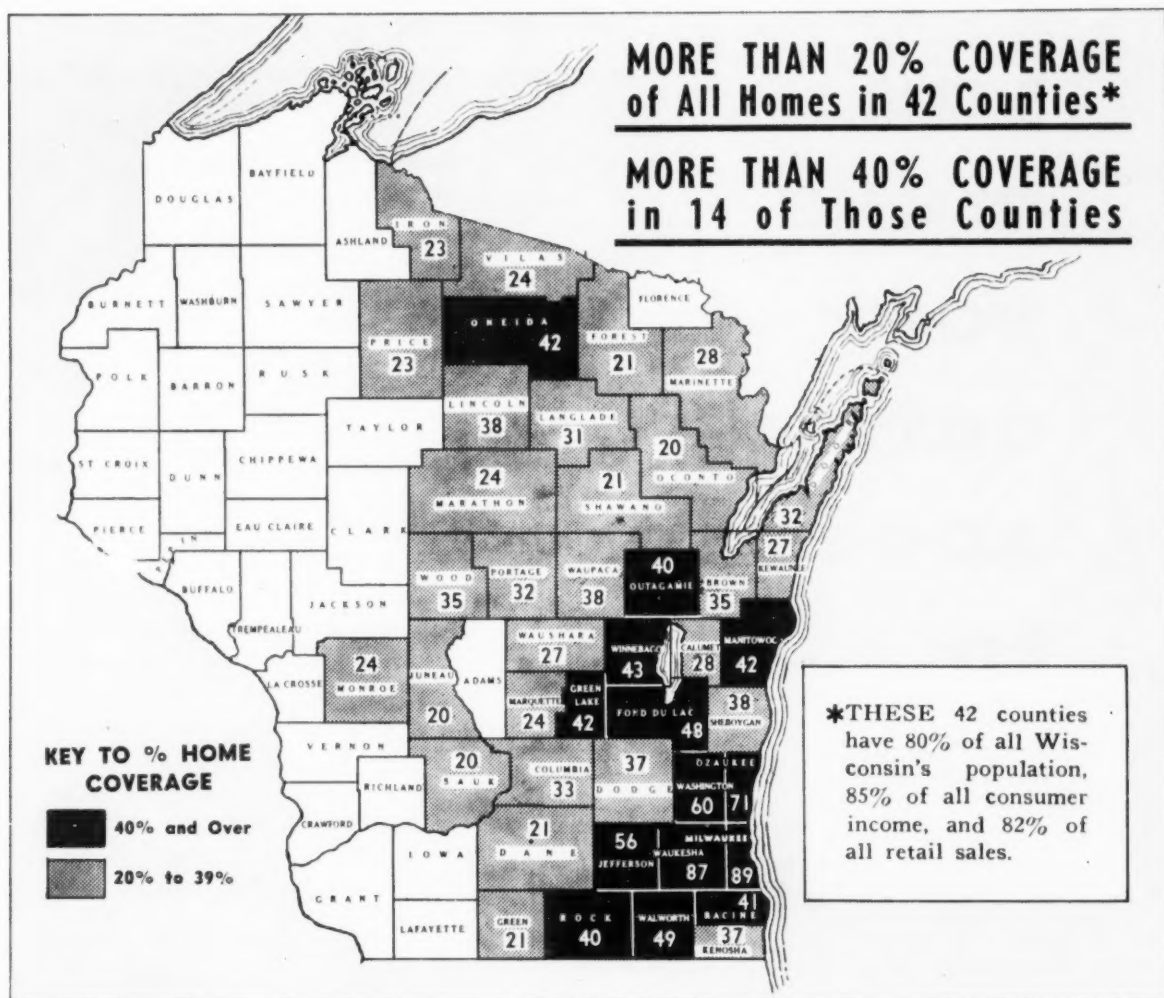 MORE THAN 20% COVERAGE
of All Homes in 42 Counties*
MORE THAN 40% COVERAGE
in 14 of Those Counties
DOUGLAS
BAYFIELD
ASHLAND
IRON
23
VILAS
24
FLORENCE
BURNETT
WASHBURN
SAWYER
PRICE
23
ONEIDA
42
FOREST
21
28
MARINETTE
POLK
BARRON
RUSK
LINCOLN
38
LANGLADE
31
TAYLOR
20
OCONTO
ST CROIX
DUNN
CHIPPEWA
24
MARATHON
21
SHAWANO
32
PIERCE
EAU CLAIRE
CLARK
27
KEWAUNEE
BUFFALO
TREMPEALEAU
JACKSON
WOOD
35
PORTAGE
32
WAUPACA
38
40
OUTAGAMIE
BROWN
35
LA CROSSE
24
MONROE
JUNEAU
20
ADAMS
WAUSHARA
27
WINNEBAGO
43
CALUMET
28
MANITOWOC
42
MARQUETTE
24
GREEN
LAKE
42
FOND DU LAC
48
38
SHEBOYGAN
VERNON
RICHLAND
CRAWFORD
20
SAUK
COLUMBIA
33
37
DODGE
OZAUKEE
71
WASHINGTON
60
IOWA
21
DANE
56
JEFFERSON
WAUKESHA
87
MILWAUKEE
89
GRANT
LAFAYETTE
GREEN
21
ROCK
40
WALWORTH
49
41
RACINE
37
KENOSHA
KEY TO % HOME
COVERAGE
40% and Over
20% to 39%
*THESE 42 counties
have 80% of all Wis-
consin's population,
85% of all consumer
income, and 82% of
all retail sales.